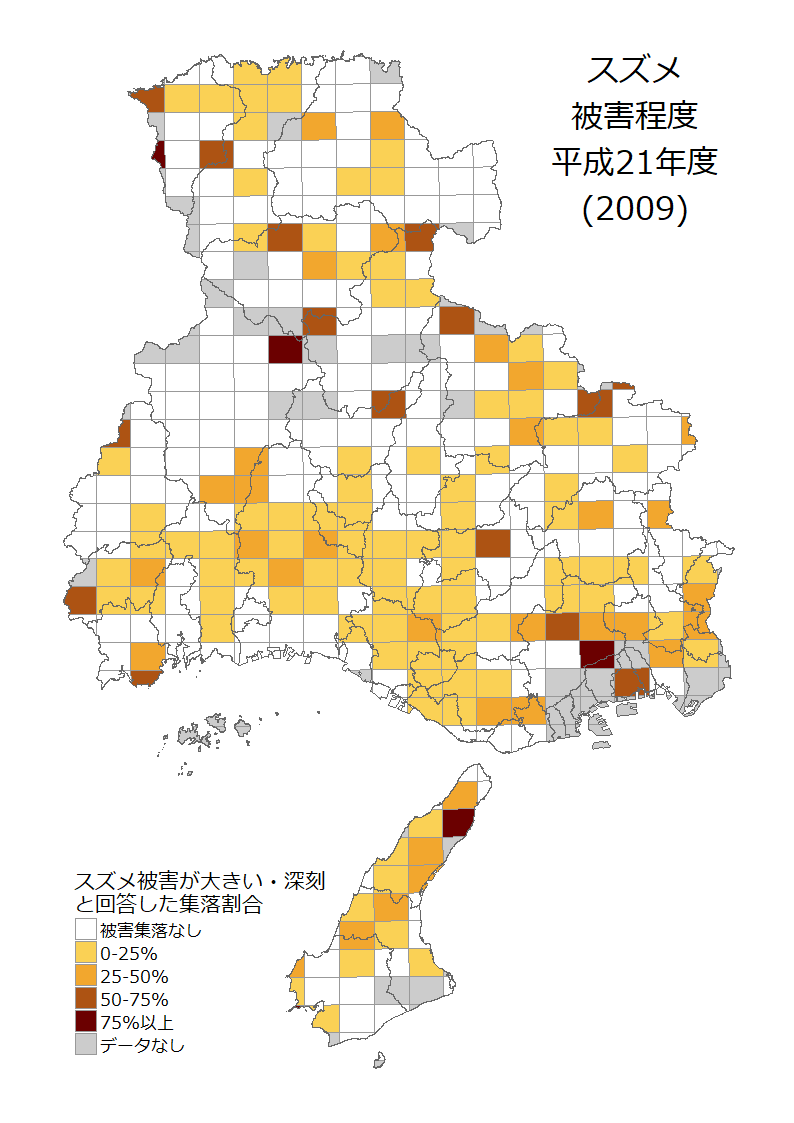 スズメ
被害程度
平成21年度
(2009)
スズメ被害が大きい・深刻
と回答した集落割合
被害集落なし
0-25%
25-50%
50-75%
75%以上
データなし